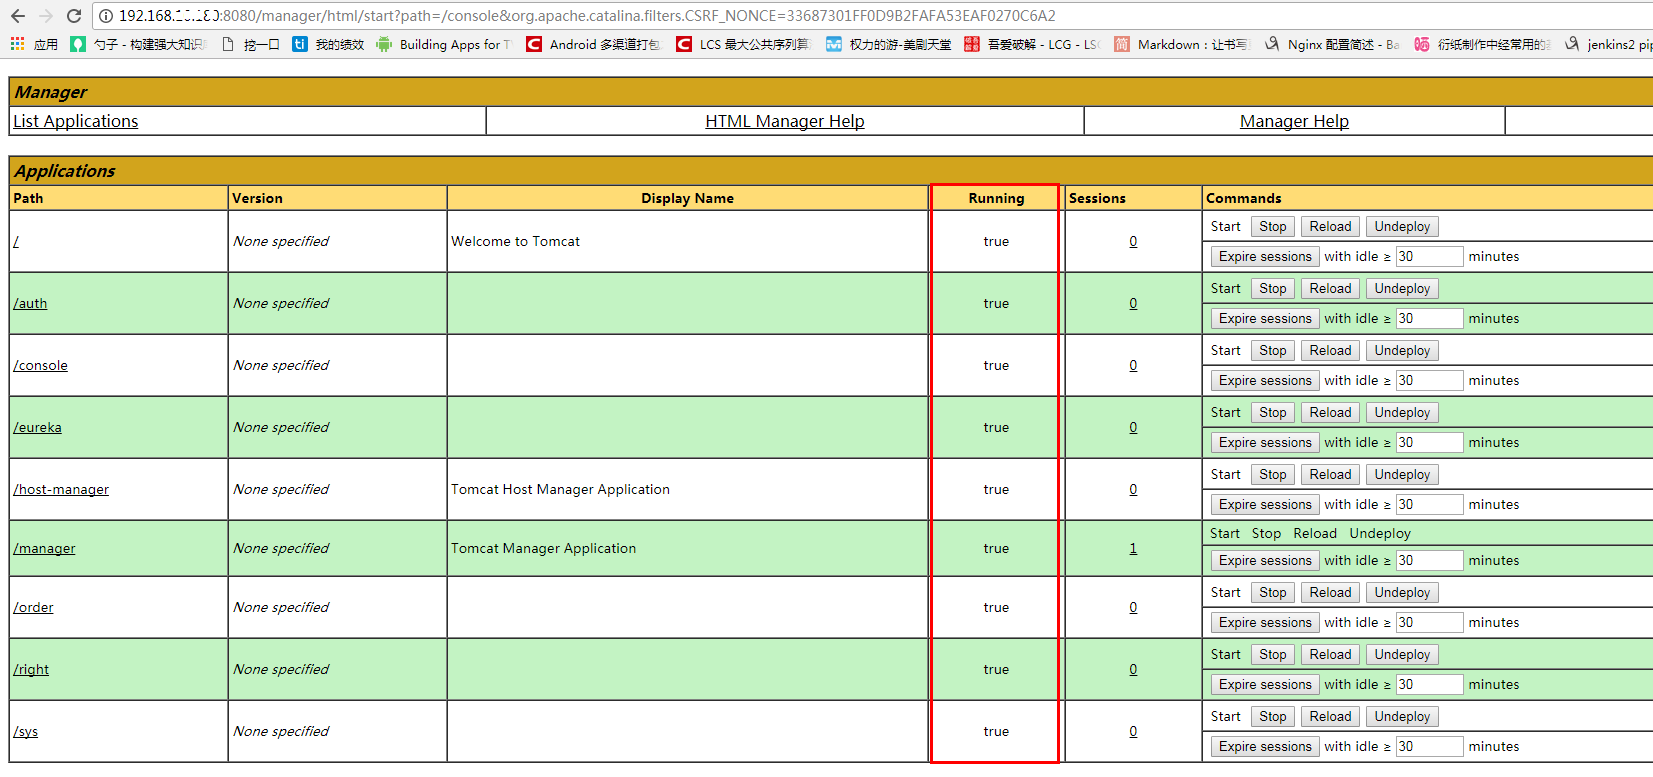 :8080/manager/html/start?path=/console&org.apache.catalina.filters.CSRF_NONCE=33687301FF0D9B2FAFA53EAF0270C6A2
应用 勺子 - 构建强大知识 挖一口 我的绩效 Building Apps for T Android 多渠道打包 LCS 最大公共序列算 权力的游-美剧天堂 吾爱破解 - LCG - LSC Markdown：让书写 Nginx 配置简述 - Ba 衍纸制作中经常用的 jenkins2 pip
Manager
List Applications HTML Manager Help Manager Help
Applications
Path Version Display Name Running Sessions Commands
/ None specified Welcome to Tomcat true 0 Start Stop Reload Undeploy
Expire sessions with idle ≥ 30 minutes
/auth None specified true 0 Start Stop Reload Undeploy
Expire sessions with idle ≥ 30 minutes
/console None specified true 0 Start Stop Reload Undeploy
Expire sessions with idle ≥ 30 minutes
/eureka None specified true 0 Start Stop Reload Undeploy
Expire sessions with idle ≥ 30 minutes
/host-manager None specified Tomcat Host Manager Application true 0 Start Stop Reload Undeploy
Expire sessions with idle ≥ 30 minutes
/manager None specified Tomcat Manager Application true 1 Start Stop Reload Undeploy
Expire sessions with idle ≥ 30 minutes
/order None specified true 0 Start Stop Reload Undeploy
Expire sessions with idle ≥ 30 minutes
/right None specified true 0 Start Stop Reload Undeploy
Expire sessions with idle ≥ 30 minutes
/sys None specified true 0 Start Stop Reload Undeploy
Expire sessions with idle ≥ 30 minutes